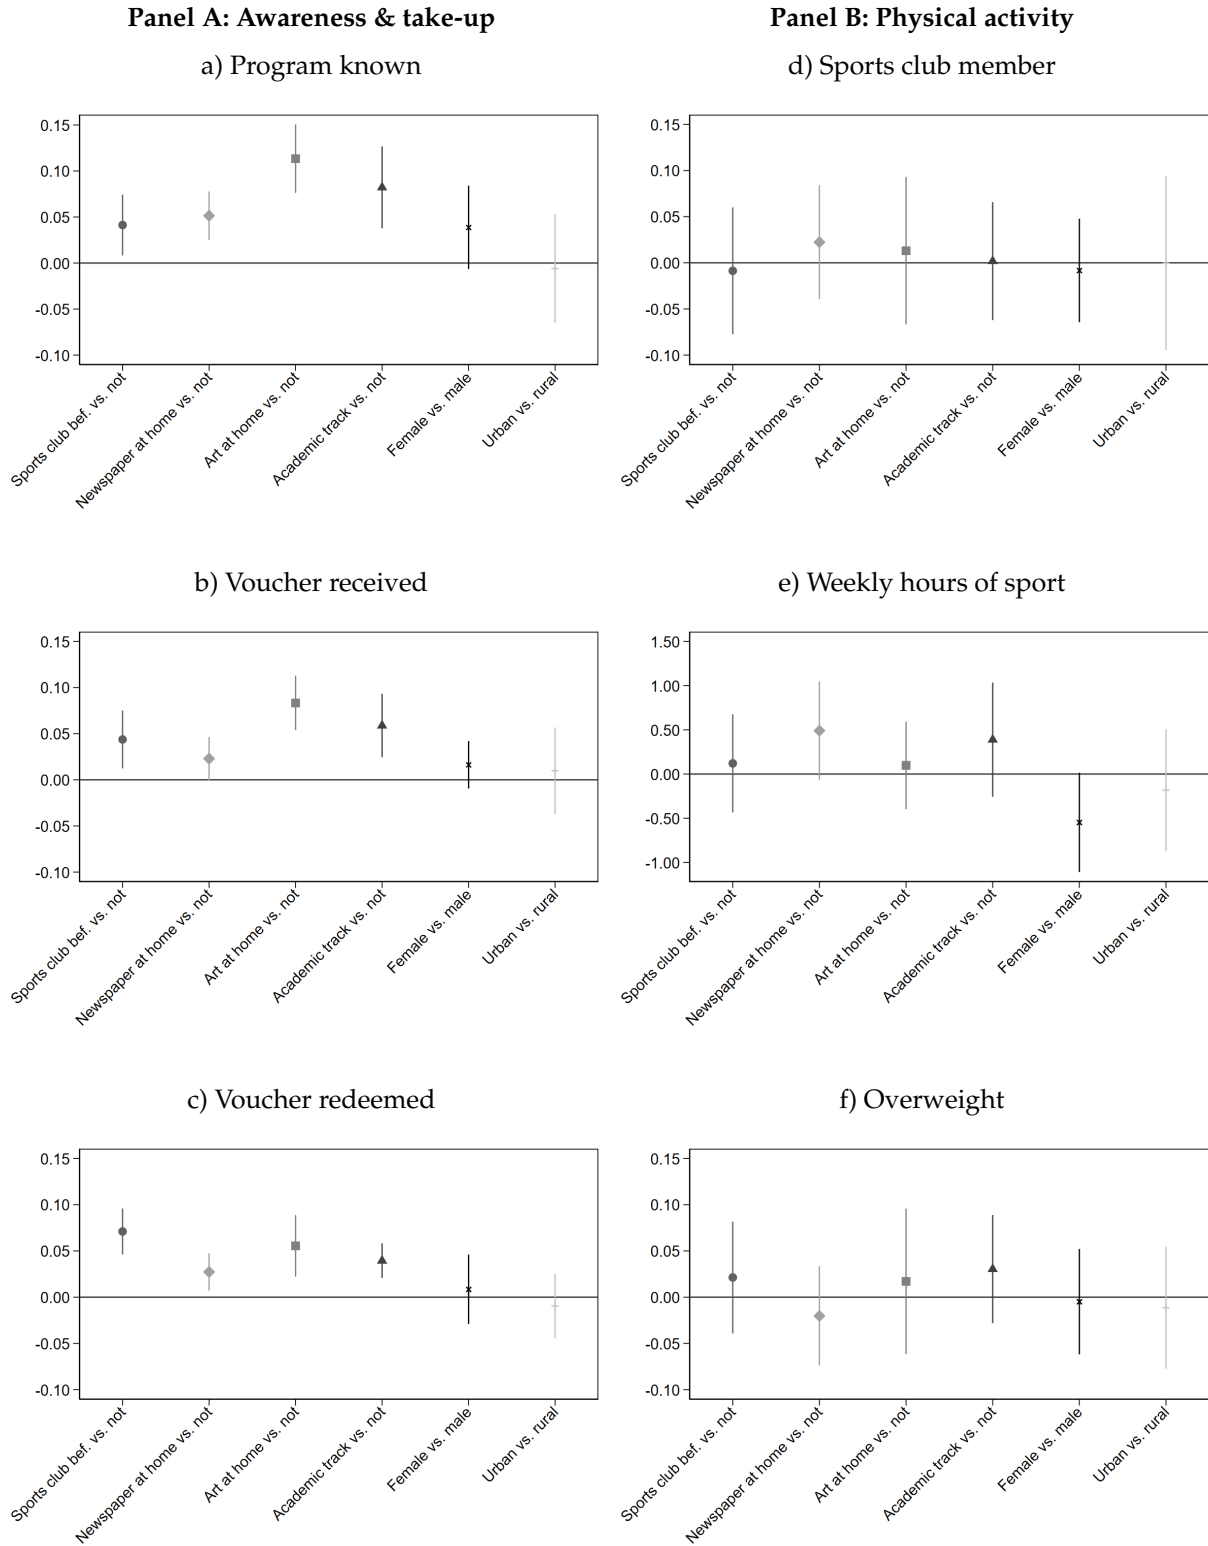 Panel A: Awareness & take-up
a) Program known
0.15
0.10
0.05
0.00
-0.05
-0.10
Sports club bef. vs. not
Newspaper at home vs. not
Art at home vs. not
Academic track vs. not
Female vs. male
Urban vs. rural
b) Voucher received
0.15
0.10
0.05
0.00
-0.05
-0.10
Sports club bef. vs. not
Newspaper at home vs. not
Art at home vs. not
Academic track vs. not
Female vs. male
Urban vs. rural
c) Voucher redeemed
0.15
0.10
0.05
0.00
-0.05
-0.10
Sports club bef. vs. not
Newspaper at home vs. not
Art at home vs. not
Academic track vs. not
Female vs. male
Urban vs. rural
Panel B: Physical activity
d) Sports club member
0.15
0.10
0.05
0.00
-0.05
-0.10
Sports club bef. vs. not
Newspaper at home vs. not
Art at home vs. not
Academic track vs. not
Female vs. male
Urban vs. rural
e) Weekly hours of sport
1.50
1.00
0.50
0.00
-0.50
-1.00
Sports club bef. vs. not
Newspaper at home vs. not
Art at home vs. not
Academic track vs. not
Female vs. male
Urban vs. rural
f) Overweight
0.15
0.10
0.05
0.00
-0.05
-0.10
Sports club bef. vs. not
Newspaper at home vs. not
Art at home vs. not
Academic track vs. not
Female vs. male
Urban vs. rural